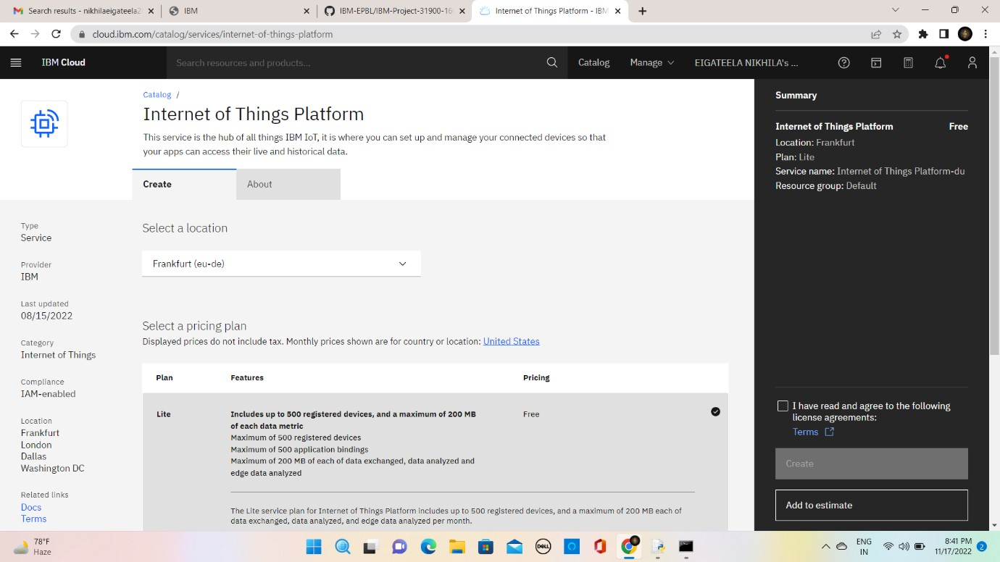 Search results - nikhilaeigateela2
IBM
IBM-EPBL/IBM-Project-31900-16
Internet of Things Platform - IBM
cloud.ibm.com/catalog/services/internet-of-things-platform
IBM Cloud
Search resources and products...
Catalog
Manage
EIGATEELA NIKHILA's ...
Catalog /
Internet of Things Platform
This service is the hub of all things IBM IoT, it is where you can set up and manage your connected devices so that
your apps can access their live and historical data.
Create
About
Type
Service
Provider
IBM
Last updated
08/15/2022
Category
Internet of Things
Compliance
IAM-enabled
Location
Frankfurt
London
Dallas
Washington DC
Related links
Docs
Terms
Select a location
Frankfurt (eu-de)
Select a pricing plan
Displayed prices do not include tax. Monthly prices shown are for country or location: United States
Plan Features Pricing
Lite
Includes up to 500 registered devices, and a maximum of 200 MB
of each data metric
Maximum of 500 registered devices
Maximum of 500 application bindings
Maximum of 200 MB of each of data exchanged, data analyzed and
edge data analyzed
Free
The Lite service plan for Internet of Things Platform includes up to 500 registered devices, and a maximum of 200 MB each of
data exchanged, data analyzed, and edge data analyzed per month.
Summary
Internet of Things Platform Free
Location: Frankfurt
Plan: Lite
Service name: Internet of Things Platform-du
Resource group: Default
I have read and agree to the following
license agreements:
Terms
Create
Add to estimate
78°F
Haze
DELL
ENG
IN
8:41 PM
11/17/2022
2